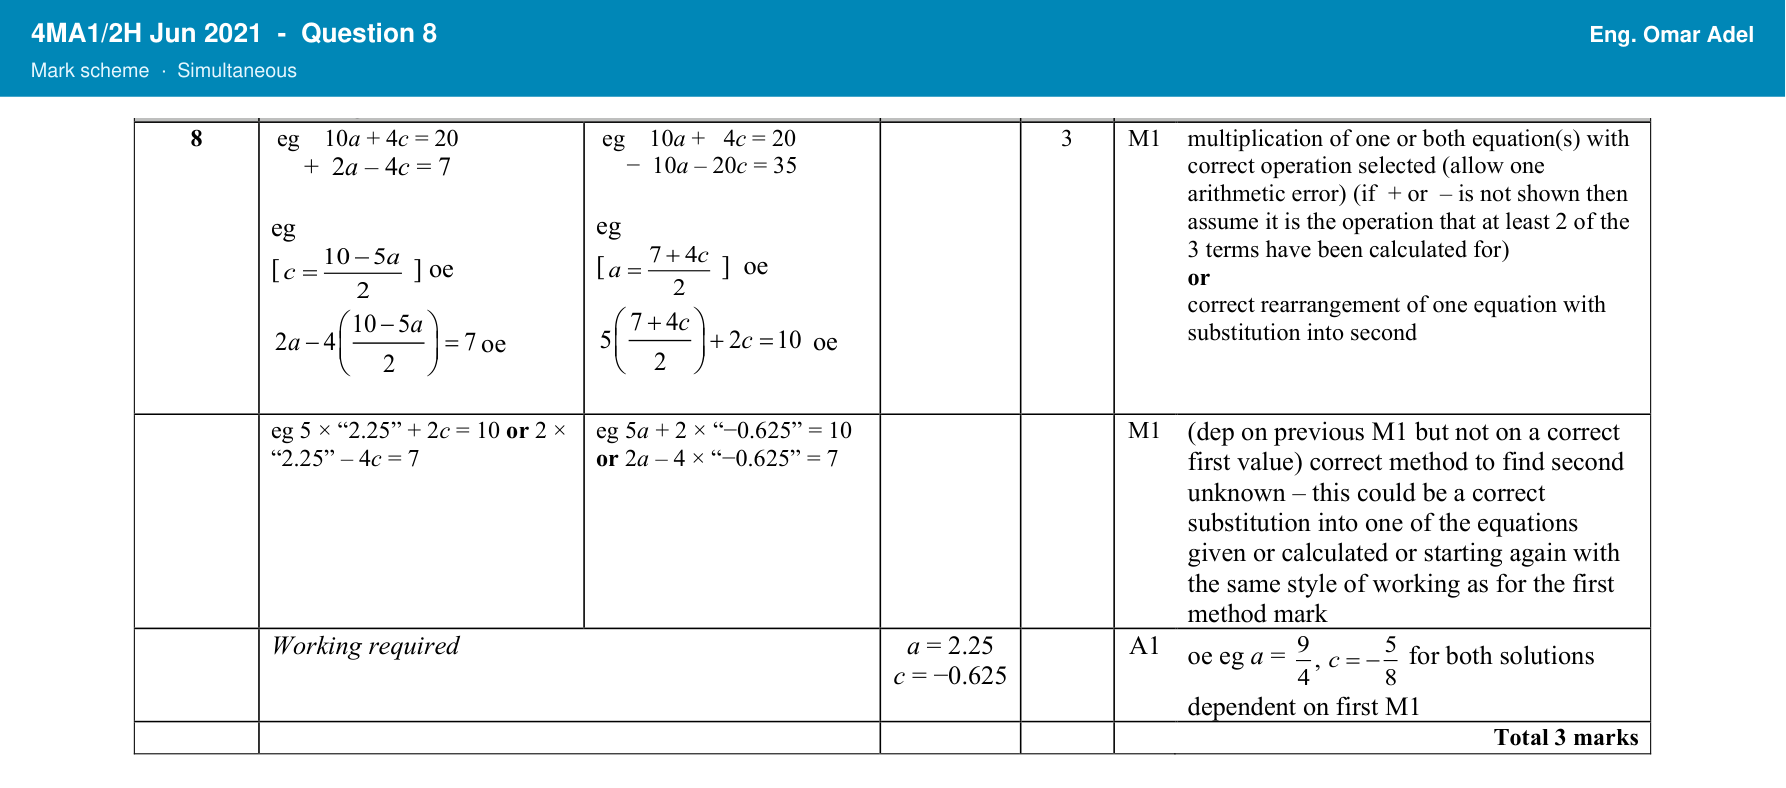 4MA1/2H Jun 2021 - Question 8
Eng. Omar Adel
Mark scheme · Simultaneous
8
eg 10a + 4c = 20
+ 2a – 4c = 7
eg
[ c = (10 − 5a)/2 ] oe
2a − 4((10 − 5a)/2) = 7 oe
eg 10a + 4c = 20
− 10a – 20c = 35
eg
[ a = (7 + 4c)/2 ] oe
5((7 + 4c)/2) + 2c = 10 oe
3
M1
multiplication of one or both equation(s) with
correct operation selected (allow one
arithmetic error) (if + or – is not shown then
assume it is the operation that at least 2 of the
3 terms have been calculated for)
or
correct rearrangement of one equation with
substitution into second
eg 5 × “2.25” + 2c = 10 or 2 ×
“2.25” – 4c = 7
eg 5a + 2 × “−0.625” = 10
or 2a – 4 × “−0.625” = 7
M1
(dep on previous M1 but not on a correct
first value) correct method to find second
unknown – this could be a correct
substitution into one of the equations
given or calculated or starting again with
the same style of working as for the first
method mark
Working required
a = 2.25
c = −0.625
A1
oe eg a = 9/4, c = −5/8 for both solutions
dependent on first M1
Total 3 marks